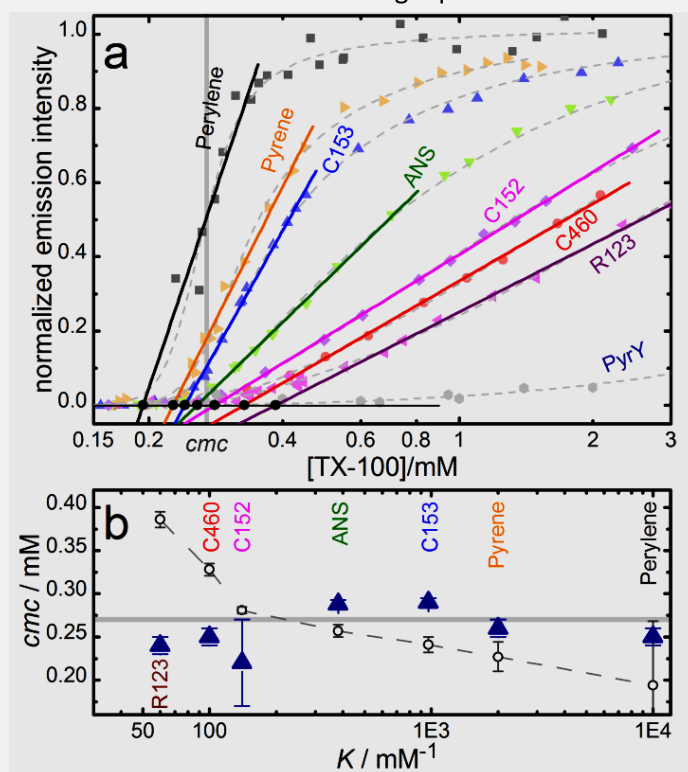 a
normalized emission intensity
1.0
0.8
0.6
0.4
0.2
0.0
Perylene
Pyrene
C153
ANS
C152
C460
R123
PyrY
0.15
0.2
cmc
0.4
0.6
0.8
1
2
3
[TX-100]/mM
b
cmc / mM
0.40
0.35
0.30
0.25
0.20
R123
C460
C152
ANS
C153
Pyrene
Perylene
50
100
1E3
1E4
K / mM-1